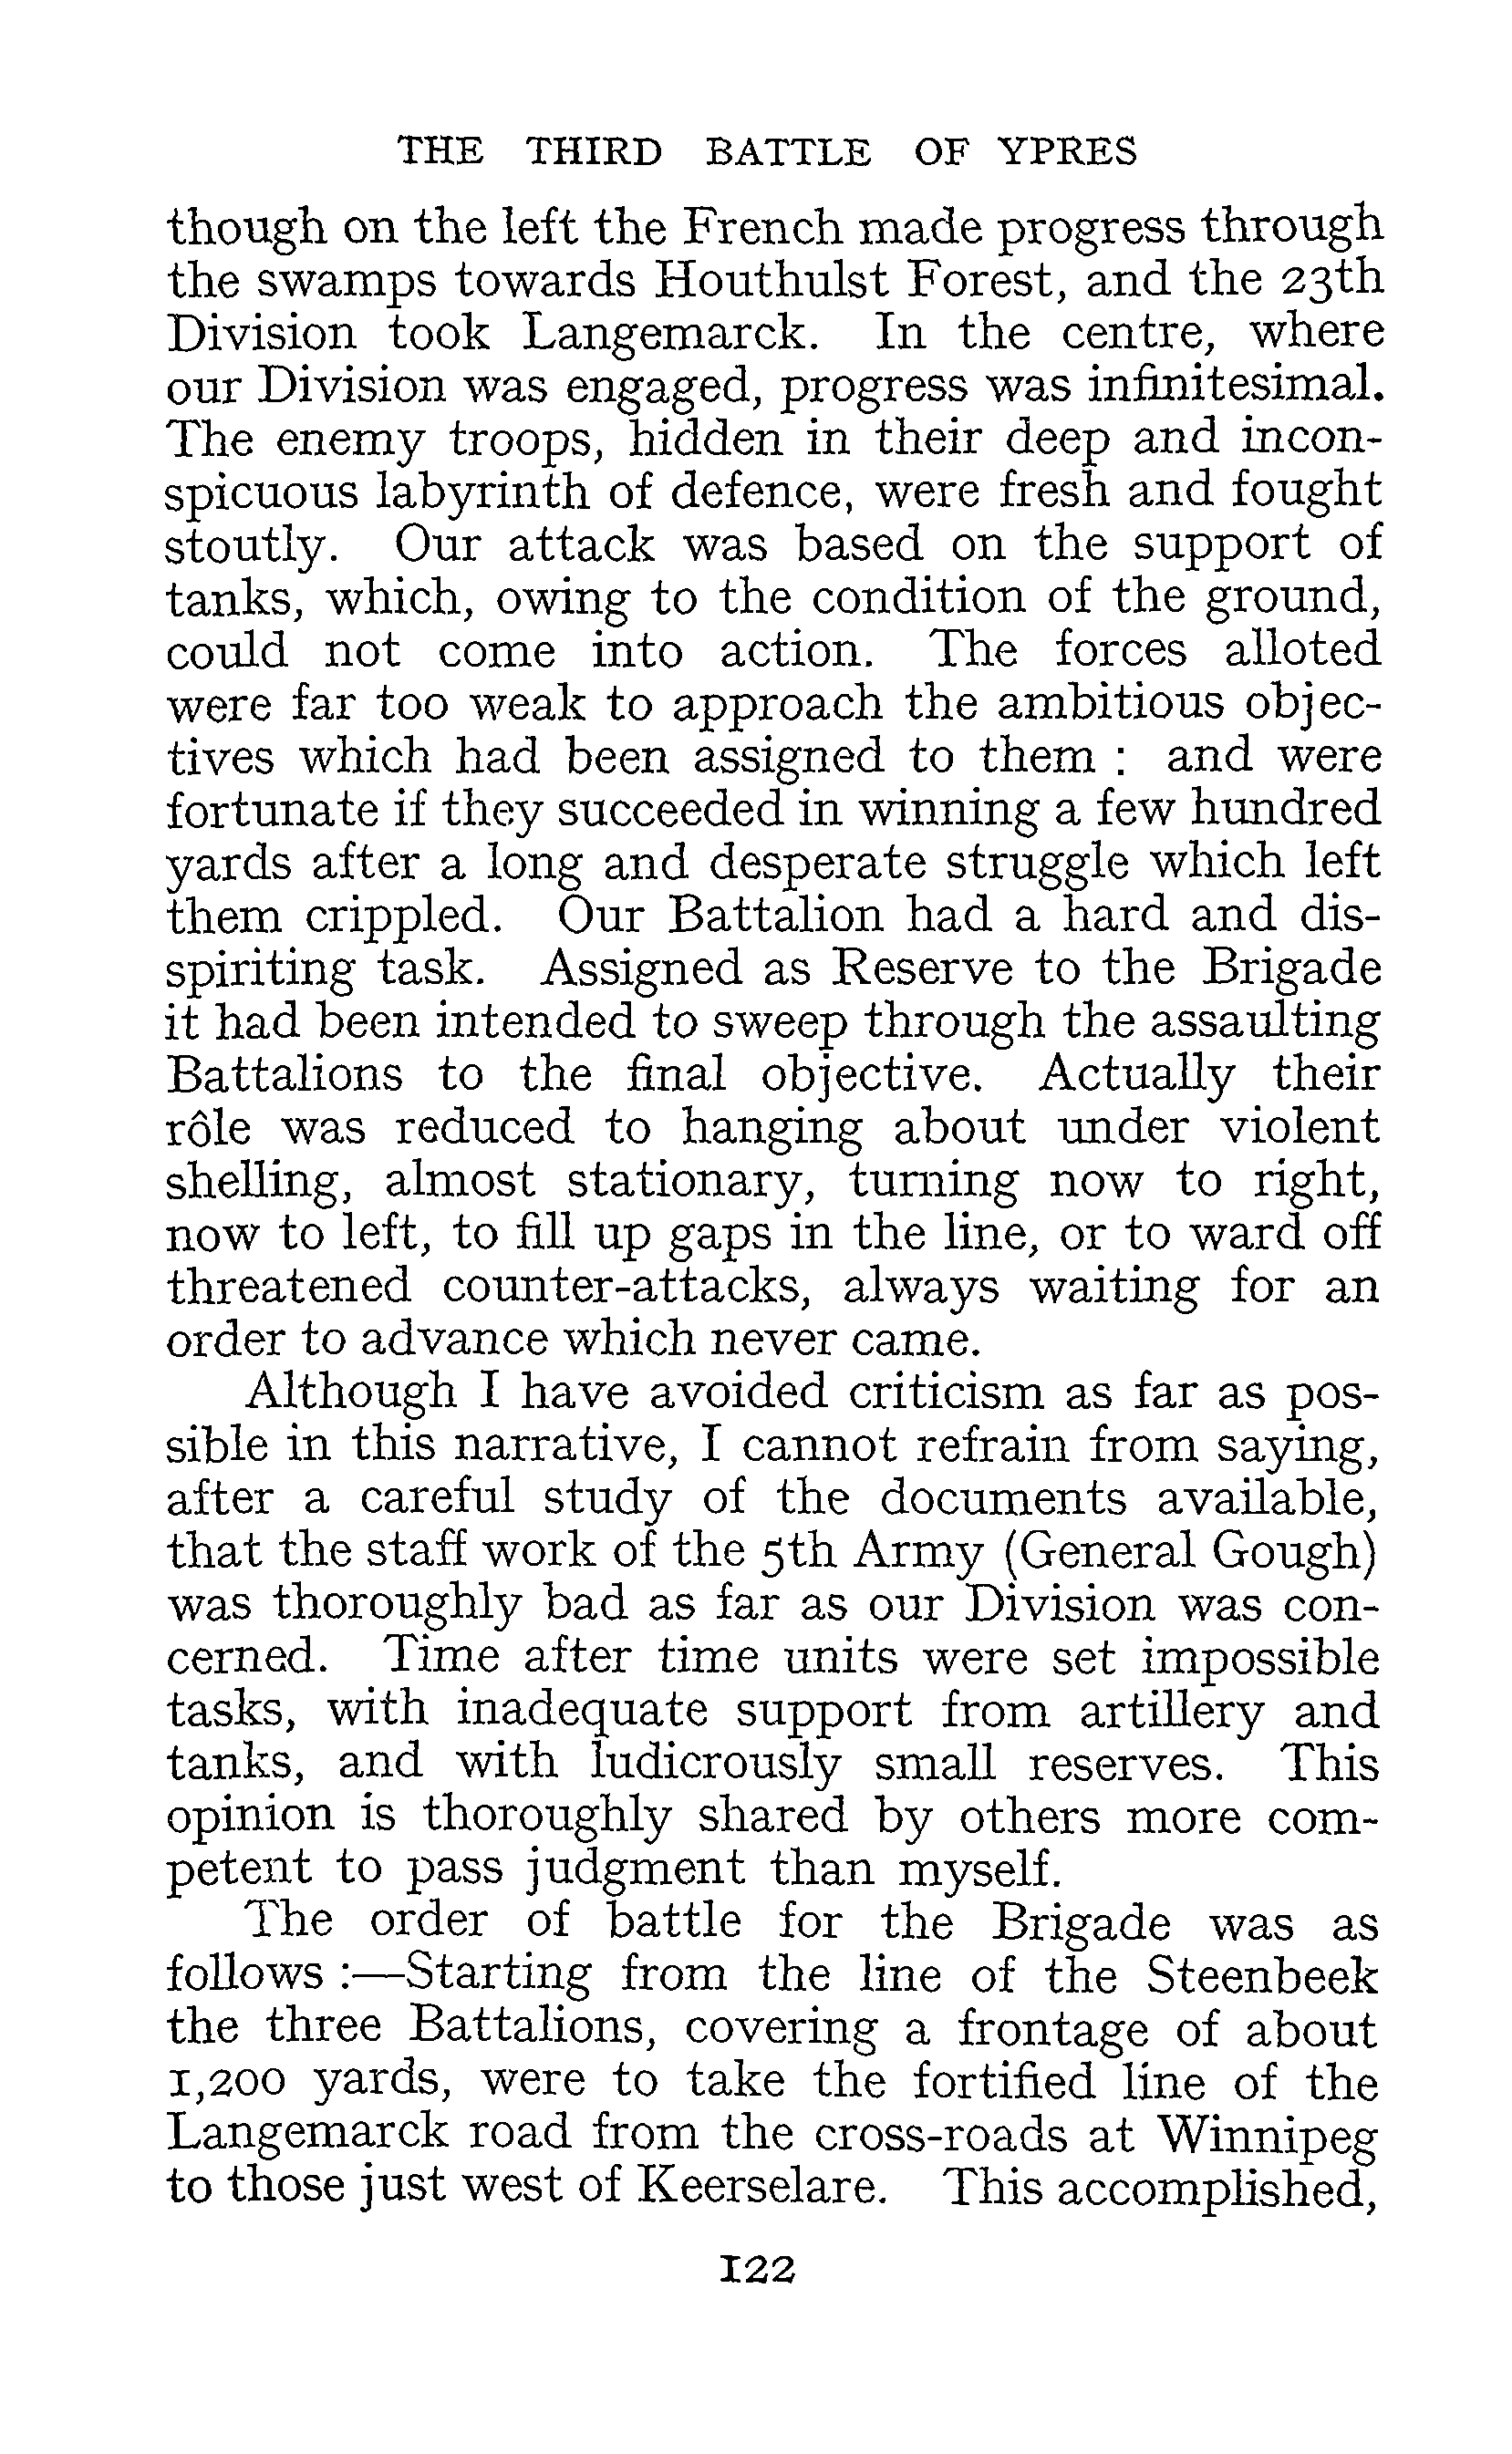 THE THIRD BATTLE OF YPRES
though on the left the French made progress through
the swamps towards Houthulst Forest, and the 23th
Division took Langemarck. In the centre, where
our Division was engaged, progress was infinitesimal.
The enemy troops, hidden in their deep and incon-
spicuous labyrinth of defence, were fresh and fought
stoutly. Our attack was based on the support of
tanks, which, owing to the condition of the ground,
could not come into action. The forces alloted
were far too weak to approach the ambitious objec-
tives which had been assigned to them : and were
fortunate if they succeeded in winning a few hundred
yards after a long and desperate struggle which left
them crippled. Our Battalion had a hard and dis-
spiriting task. Assigned as Reserve to the Brigade
it had been intended to sweep through the assaulting
Battalions to the final objective. Actually their
rôle was reduced to hanging about under violent
shelling, almost stationary, turning now to right,
now to left, to fill up gaps in the line, or to ward off
threatened counter-attacks, always waiting for an
order to advance which never came.
Although I have avoided criticism as far as pos-
sible in this narrative, I cannot refrain from saying,
after a careful study of the documents available,
that the staff work of the 5th Army (General Gough)
was thoroughly bad as far as our Division was con-
cerned. Time after time units were set impossible
tasks, with inadequate support from artillery and
tanks, and with ludicrously small reserves. This
opinion is thoroughly shared by others more com-
petent to pass judgment than myself.
The order of battle for the Brigade was as
follows :—Starting from the line of the Steenbeek
the three Battalions, covering a frontage of about
1,200 yards, were to take the fortified line of the
Langemarck road from the cross-roads at Winnipeg
to those just west of Keerselare. This accomplished,
122